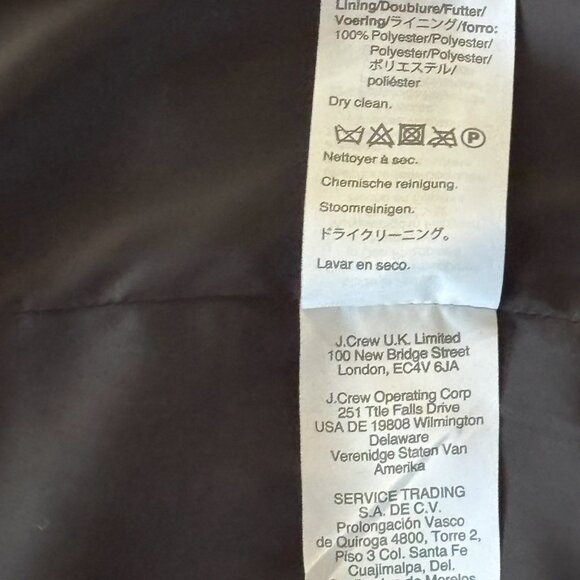 Lining/Doublure/Futter/
Voering/ライニング/forro:
100% Polyester/Polyester/
Polyester/Polyester/
ポリエステル/
poliéster
Dry clean.
P
Nettoyer à sec.
Chemische reinigung.
Stoomreinigen.
ドライクリーニング。
Lavar en seco.
J.Crew U.K. Limited
100 New Bridge Street
London, EC4V 6JA
J.Crew Operating Corp
251 Ttle Falls Drive
USA DE 19808 Wilmington
Delaware
Verenidge Staten Van
Amerika
SERVICE TRADING
S.A. DE C.V.
Prolongación Vasco
de Quiroga 4800, Torre 2,
Piso 3 Col. Santa Fe
Cuajimalpa, Del.